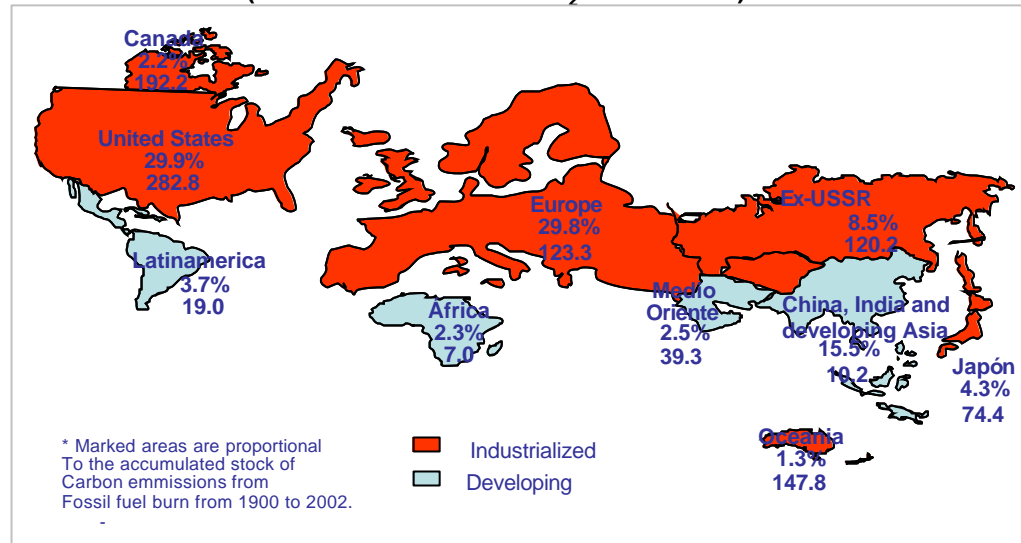 Canada
2.2%
192.2
United States
29.9%
282.8
Latinamerica
3.7%
19.0
Europe
29.8%
123.3
Africa
2.3%
7.0
Ex-USSR
8.5%
120.2
Medio
Oriente
2.5%
39.3
China, India and
developing Asia
15.5%
10.2
Japón
4.3%
74.4
Oceania
1.3%
147.8
* Marked areas are proportional
To the accumulated stock of
Carbon emmissions from
Fossil fuel burn from 1900 to 2002.
-
Industrialized
Developing